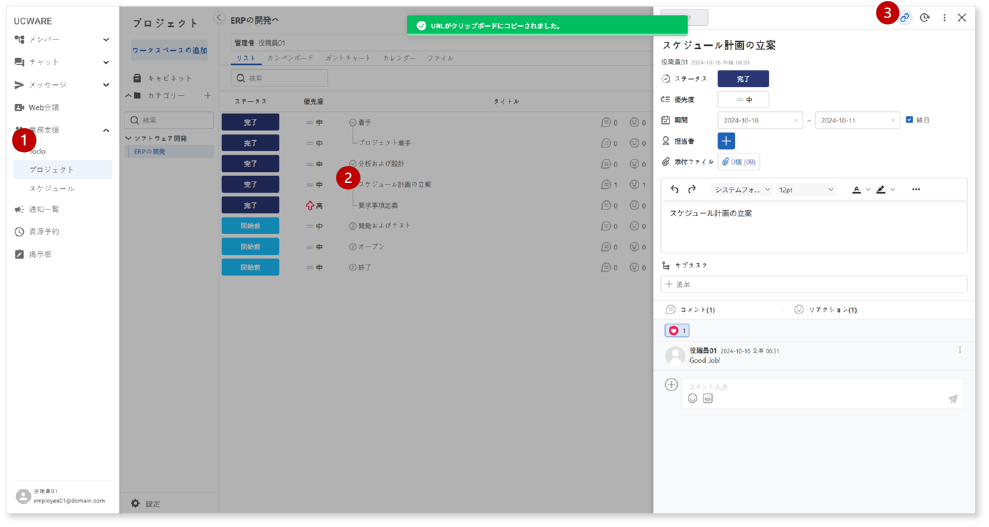 UCWARE
メンバー
チャット
メッセージ
Web会議
業務支援
1
Todo
プロジェクト
スケジュール
通知一覧
資源予約
掲示板
役職員01
employee01@domain.com
プロジェクト
ワークスペースの追加
キャビネット
カテゴリー
検索
ソフトウェア開発
ERPの開発
設定
ERPの開発へ
管理者 役職員01
リスト カンバンボード ガントチャート カレンダー ファイル
検索
ステータス 優先度 タイトル
完了 中 着手 0 0
完了 中 プロジェクト着手 0 0
完了 中 分析および設計 0 0
2
完了 中 スケジュール計画の立案 1 1
完了 高 要求事項定義 0 0
開始前 中 開発およびテスト 0 0
開始前 中 オープン 0 0
開始前 中 終了 0 0
URLがクリップボードにコピーされました。
3
スケジュール計画の立案
役職員01 2024-10-16 午後 06:03
ステータス 完了
優先度 中
期間 2024-10-10 ~ 2024-10-11 終日
担当者
添付ファイル 0個 (0B)
システムフォ... 12pt A
スケジュール計画の立案
サブタスク
追加
コメント(1) リアクション(1)
1
役職員01 2024-10-16 오후 06:31
Good Job!
コメント入力